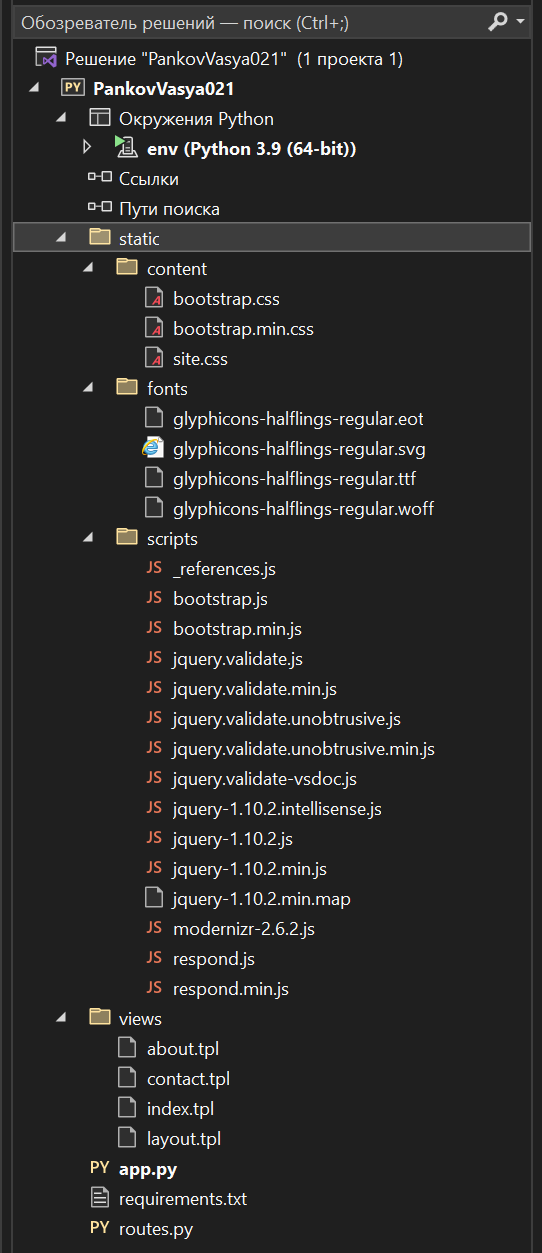 Обозреватель решений — поиск (Ctrl+;)
Решение "PankovVasya021" (1 проекта 1)
PY PankovVasya021
Окружения Python
env (Python 3.9 (64-bit))
Ссылки
Пути поиска
static
content
bootstrap.css
bootstrap.min.css
site.css
fonts
glyphicons-halflings-regular.eot
glyphicons-halflings-regular.svg
glyphicons-halflings-regular.ttf
glyphicons-halflings-regular.woff
scripts
JS _references.js
JS bootstrap.js
JS bootstrap.min.js
JS jquery.validate.js
JS jquery.validate.min.js
JS jquery.validate.unobtrusive.js
JS jquery.validate.unobtrusive.min.js
JS jquery.validate-vsdoc.js
JS jquery-1.10.2.intellisense.js
JS jquery-1.10.2.js
JS jquery-1.10.2.min.js
jquery-1.10.2.min.map
JS modernizr-2.6.2.js
JS respond.js
JS respond.min.js
views
about.tpl
contact.tpl
index.tpl
layout.tpl
PY app.py
requirements.txt
PY routes.py